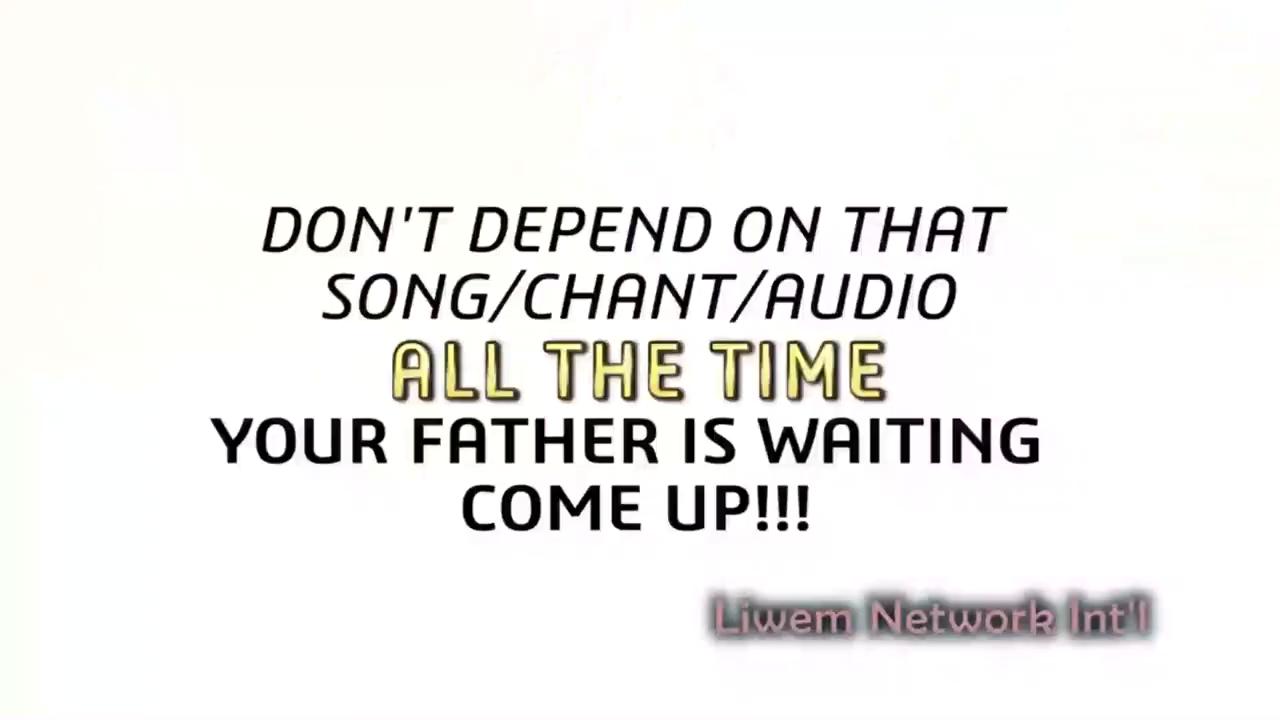 DON'T DEPEND ON THAT
SONG/CHANT/AUDIO
ALL THE TIME
YOUR FATHER IS WAITING
COME UP!!!
Liwem Network Int'l